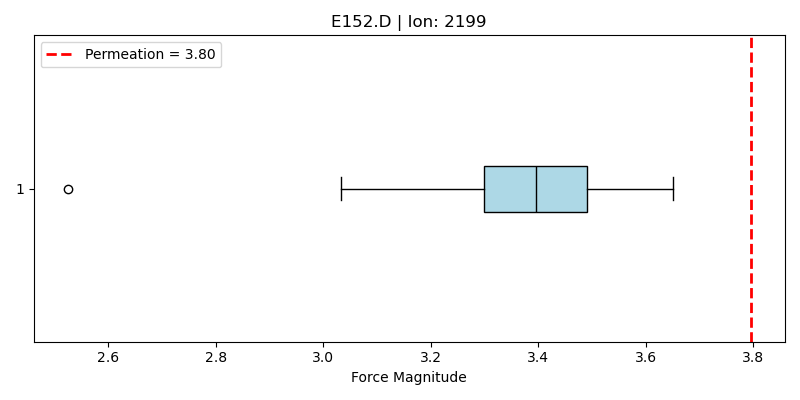 E152.D | Ion: 2199
Permeation = 3.80
1
2.6 2.8 3.0 3.2 3.4 3.6 3.8
Force Magnitude